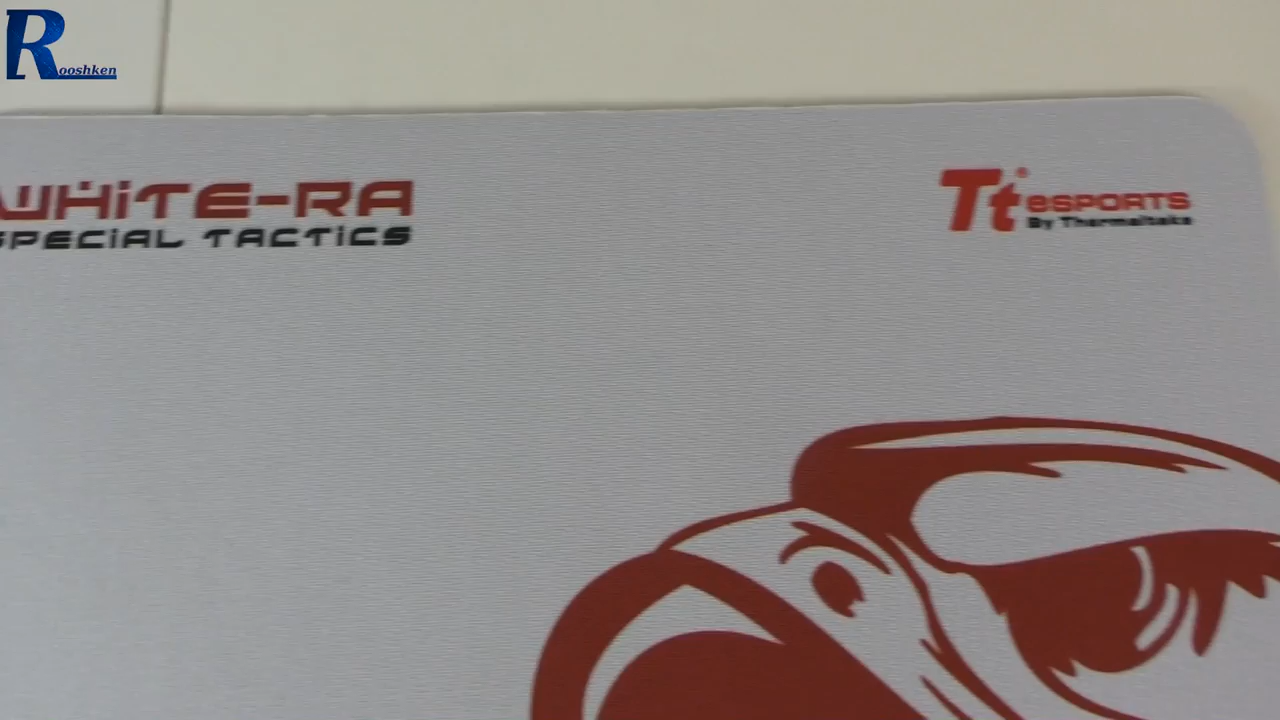 Rooshken
WHiTE-RA
SPECiAL TACTiCS
Tt® eSPORTS
By Thermaltake